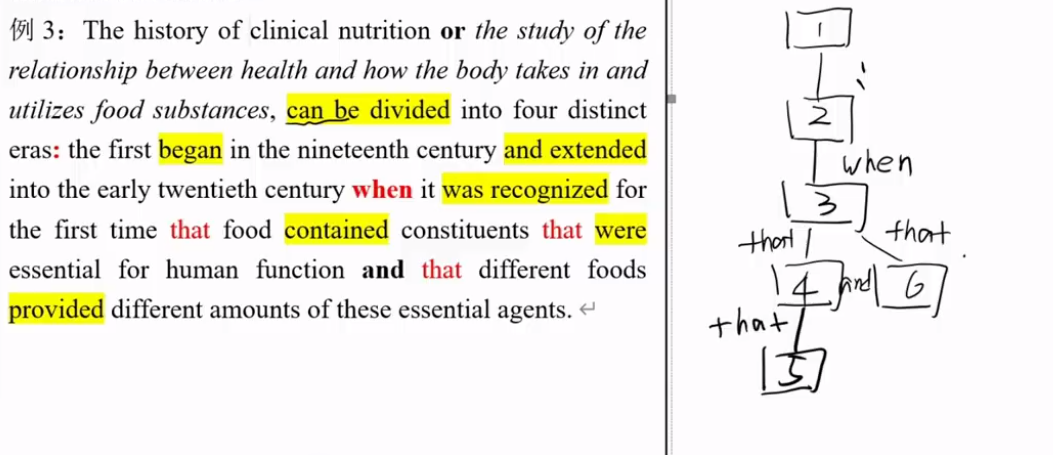 例 3：The history of clinical nutrition or the study of the
relationship between health and how the body takes in and
utilizes food substances, can be divided into four distinct
eras: the first began in the nineteenth century and extended
into the early twentieth century when it was recognized for
the first time that food contained constituents that were
essential for human function and that different foods
provided different amounts of these essential agents. ↵
1
:
2
when
3
that
that
4
and
6
that
5